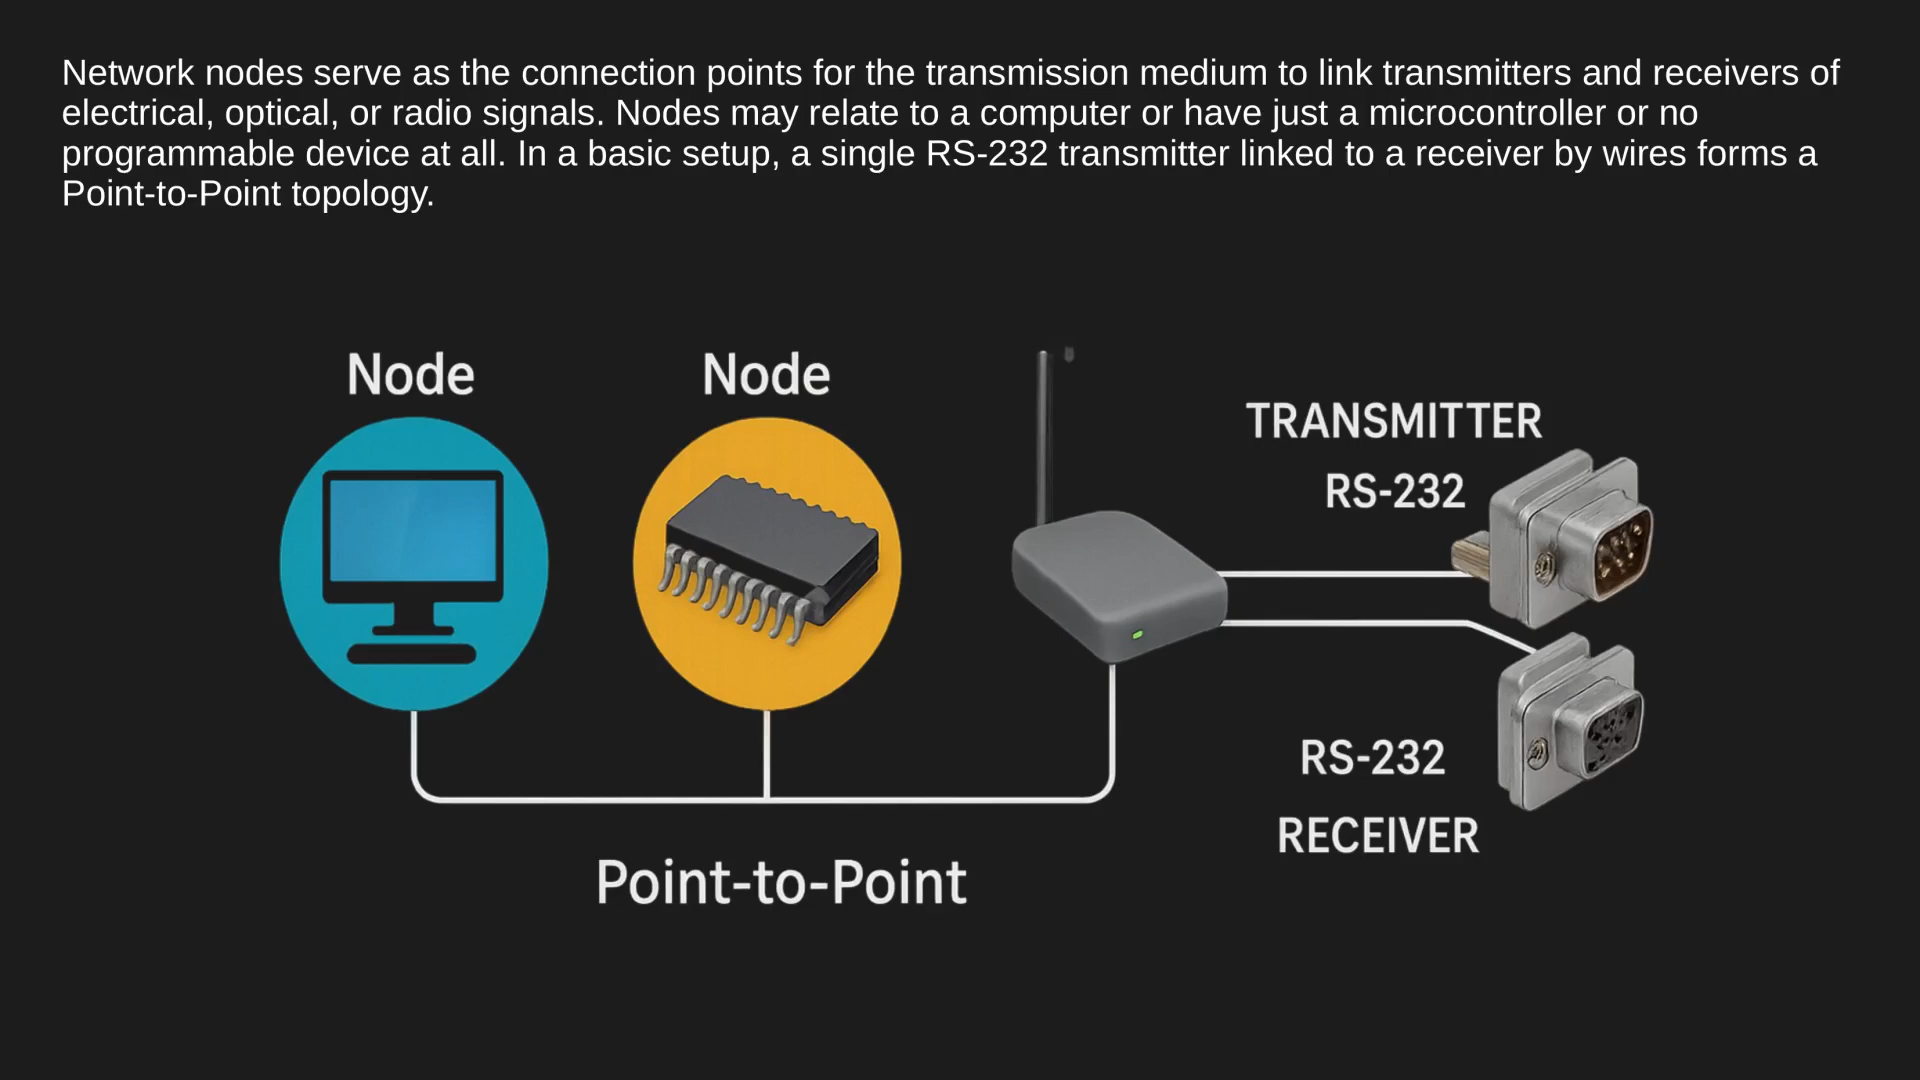 Network nodes serve as the connection points for the transmission medium to link transmitters and receivers of
electrical, optical, or radio signals. Nodes may relate to a computer or have just a microcontroller or no
programmable device at all. In a basic setup, a single RS-232 transmitter linked to a receiver by wires forms a
Point-to-Point topology.
Node
Node
TRANSMITTER
RS-232
RS-232
RECEIVER
Point-to-Point